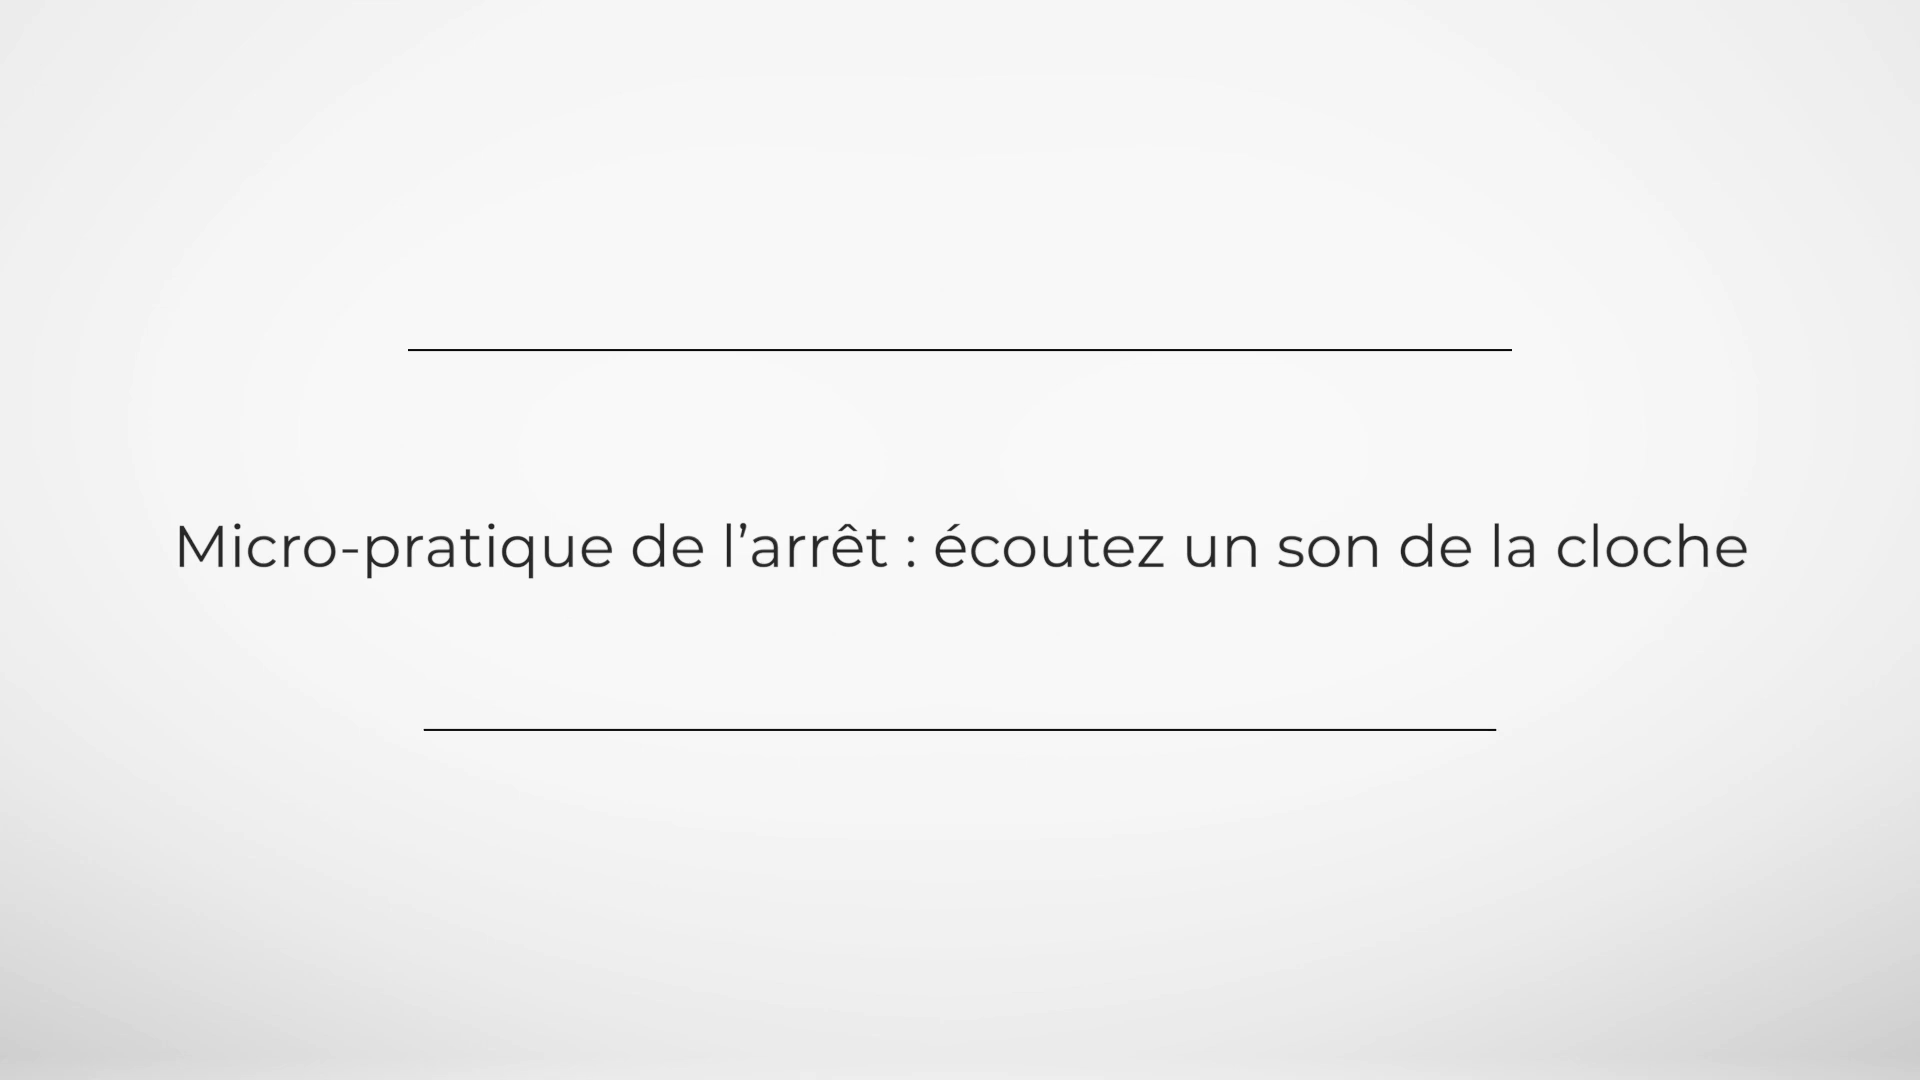 Micro-pratique de l’arrêt : écoutez un son de la cloche